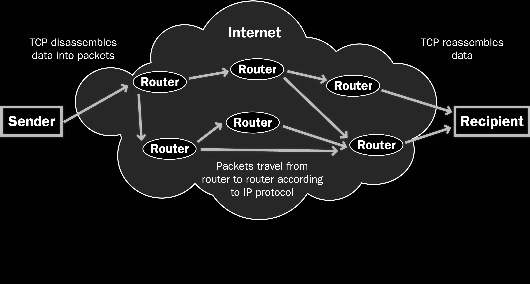 Internet
TCP disassembles
data into packets
TCP reassembles
data
Router
Router
Router
Sender
Recipient
Router
Router
Router
Packets travel from
router to router according
to IP protocol